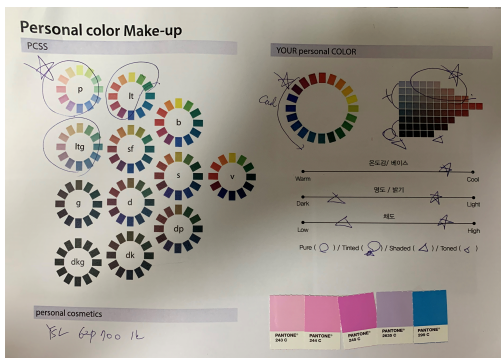 Personal color Make-up
PCSS
p
lt
b
ltg
sf
s
v
g
d
dp
dkg
dk
personal cosmetics
YSL
YOUR personal COLOR
Cool
온도감/ 베이스
Warm
Cool
명도 / 밝기
Dark
Light
채도
Low
High
Pure ( ) / Tinted ( ) / Shaded ( ) / Toned ( )
PANTONE®
243 C
PANTONE®
244 C
PANTONE®
246 C
PANTONE®
2635 C
PANTONE®
299 C